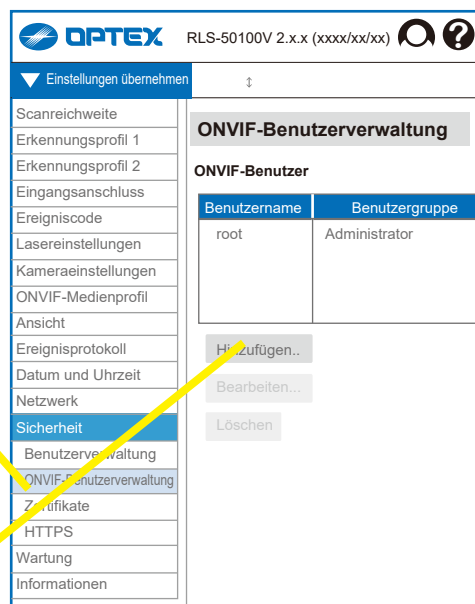 OPTEX RLS-50100V 2.x.x (xxxx/xx/xx) ?
Einstellungen übernehmen
Scanreichweite
Erkennungsprofil 1
Erkennungsprofil 2
Eingangsanschluss
Ereigniscode
Lasereinstellungen
Kameraeinstellungen
ONVIF-Medienprofil
Ansicht
Ereignisprotokoll
Datum und Uhrzeit
Netzwerk
Sicherheit
Benutzerverwaltung
ONVIF-Benutzerverwaltung
Zertifikate
HTTPS
Wartung
Informationen
ONVIF-Benutzerverwaltung
ONVIF-Benutzer
Benutzername Benutzergruppe
root Administrator
Hinzufügen..
Bearbeiten...
Löschen